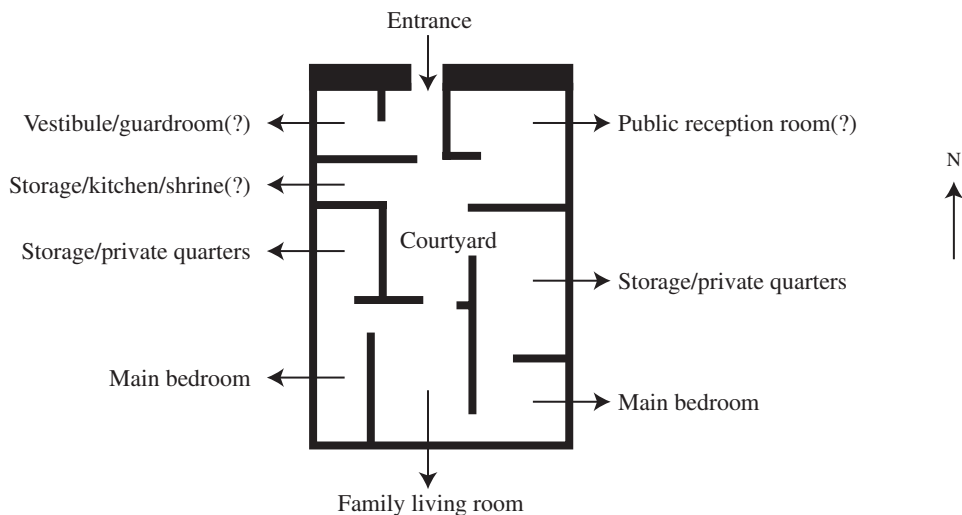 Entrance
Vestibule/guardroom(?)
Public reception room(?)
N
Storage/kitchen/shrine(?)
Courtyard
Storage/private quarters
Storage/private quarters
Main bedroom
Main bedroom
Family living room